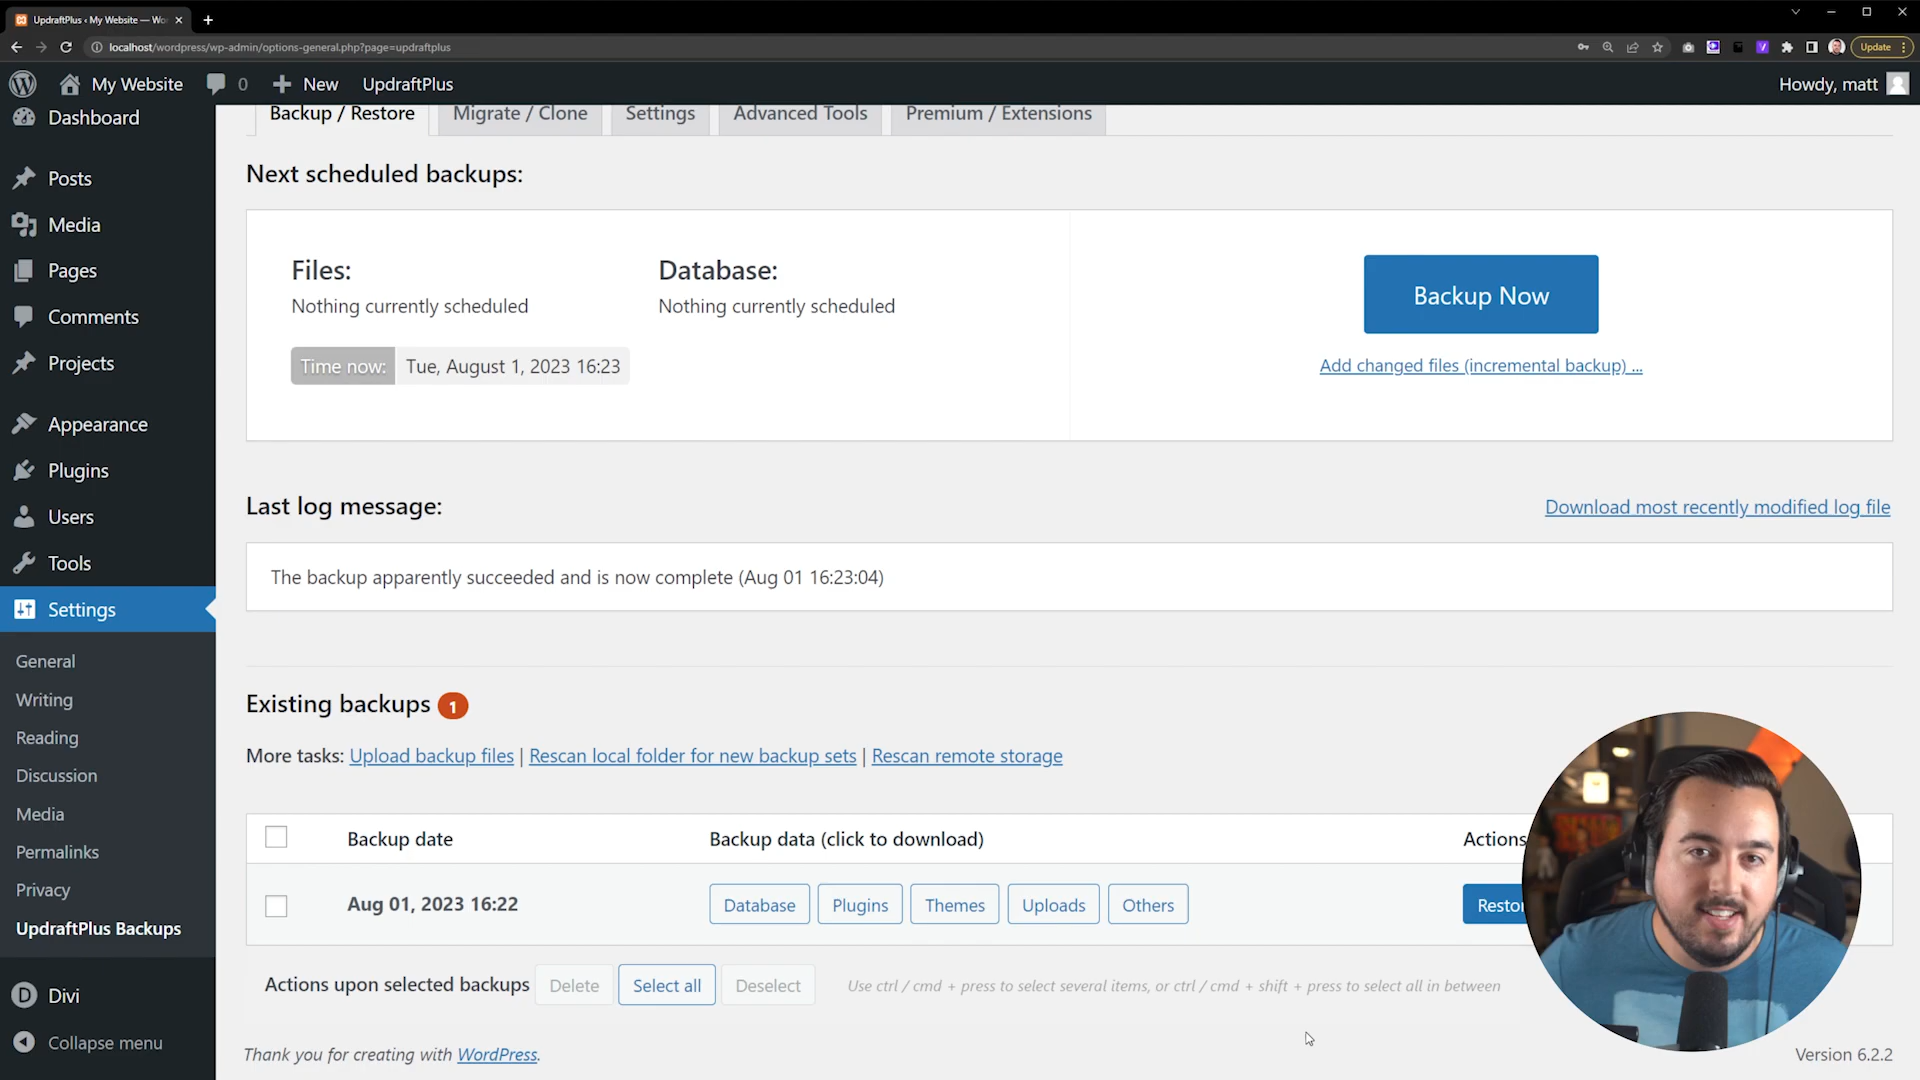 UpdraftPlus ‹ My Website — Wo
localhost/wordpress/wp-admin/options-general.php?page=updraftplus
Update
My Website
0
New
UpdraftPlus
Howdy, matt
Dashboard
Posts
Media
Pages
Comments
Projects
Appearance
Plugins
Users
Tools
Settings
General
Writing
Reading
Discussion
Media
Permalinks
Privacy
UpdraftPlus Backups
Divi
Collapse menu
Backup / Restore
Migrate / Clone
Settings
Advanced Tools
Premium / Extensions
Next scheduled backups:
Files:
Nothing currently scheduled
Database:
Nothing currently scheduled
Time now: Tue, August 1, 2023 16:23
Backup Now
Add changed files (incremental backup) ...
Last log message:
Download most recently modified log file
The backup apparently succeeded and is now complete (Aug 01 16:23:04)
Existing backups 1
More tasks: Upload backup files | Rescan local folder for new backup sets | Rescan remote storage
Backup date
Backup data (click to download)
Actions
Aug 01, 2023 16:22
Database
Plugins
Themes
Uploads
Others
Restor
Actions upon selected backups
Delete
Select all
Deselect
Use ctrl / cmd + press to select several items, or ctrl / cmd + shift + press to select all in between
Thank you for creating with WordPress.
Version 6.2.2